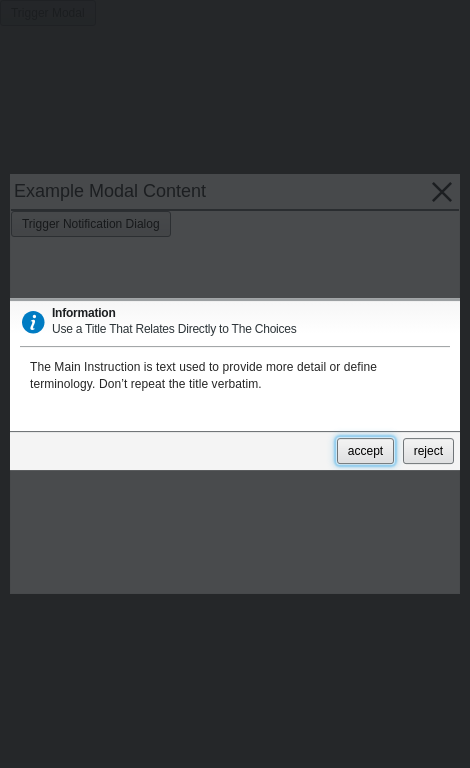 Trigger Modal
Example Modal Content
Trigger Notification Dialog
Information
Use a Title That Relates Directly to The Choices
The Main Instruction is text used to provide more detail or define
terminology. Don't repeat the title verbatim.
accept
reject